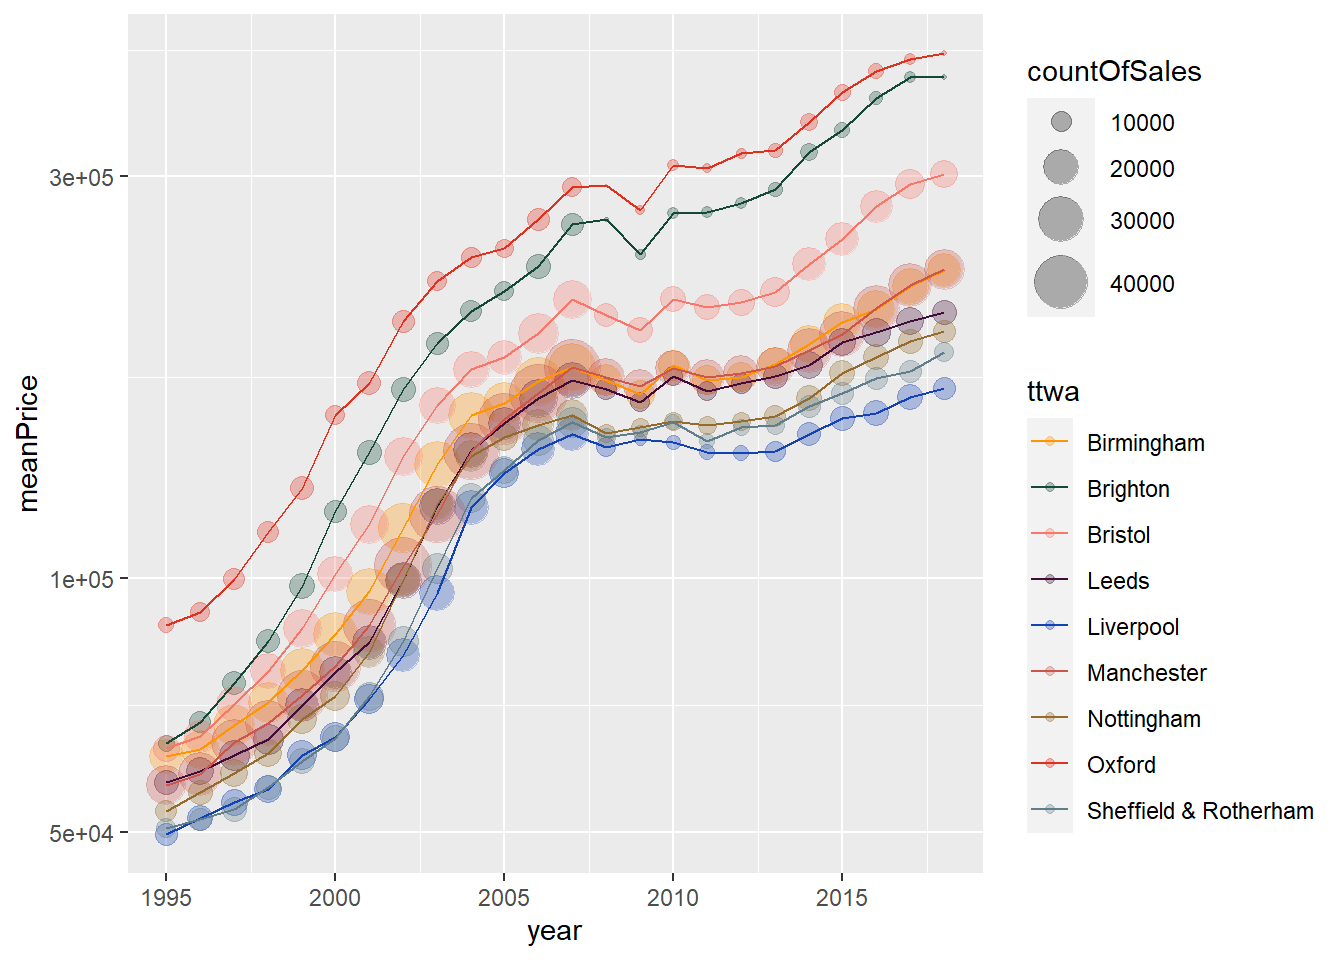 meanPrice
3e+05
1e+05
5e+04
1995
2000
2005
2010
2015
year
countOfSales
10000
20000
30000
40000
ttwa
Birmingham
Brighton
Bristol
Leeds
Liverpool
Manchester
Nottingham
Oxford
Sheffield & Rotherham